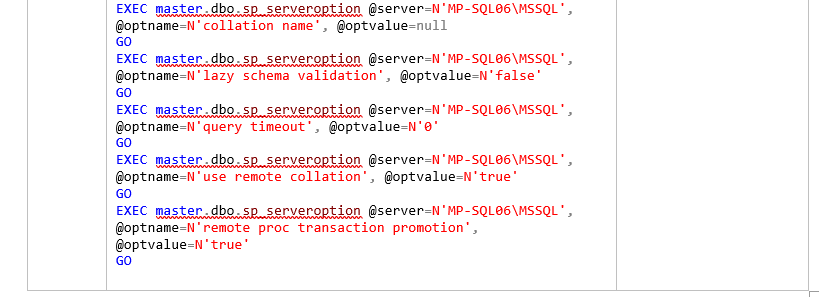 EXEC master.dbo.sp_serveroption @server=N'MP-SQL06\MSSQL',
@optname=N'collation name', @optvalue=null
GO
EXEC master.dbo.sp_serveroption @server=N'MP-SQL06\MSSQL',
@optname=N'lazy schema validation', @optvalue=N'false'
GO
EXEC master.dbo.sp_serveroption @server=N'MP-SQL06\MSSQL',
@optname=N'query timeout', @optvalue=N'0'
GO
EXEC master.dbo.sp_serveroption @server=N'MP-SQL06\MSSQL',
@optname=N'use remote collation', @optvalue=N'true'
GO
EXEC master.dbo.sp_serveroption @server=N'MP-SQL06\MSSQL',
@optname=N'remote proc transaction promotion',
@optvalue=N'true'
GO